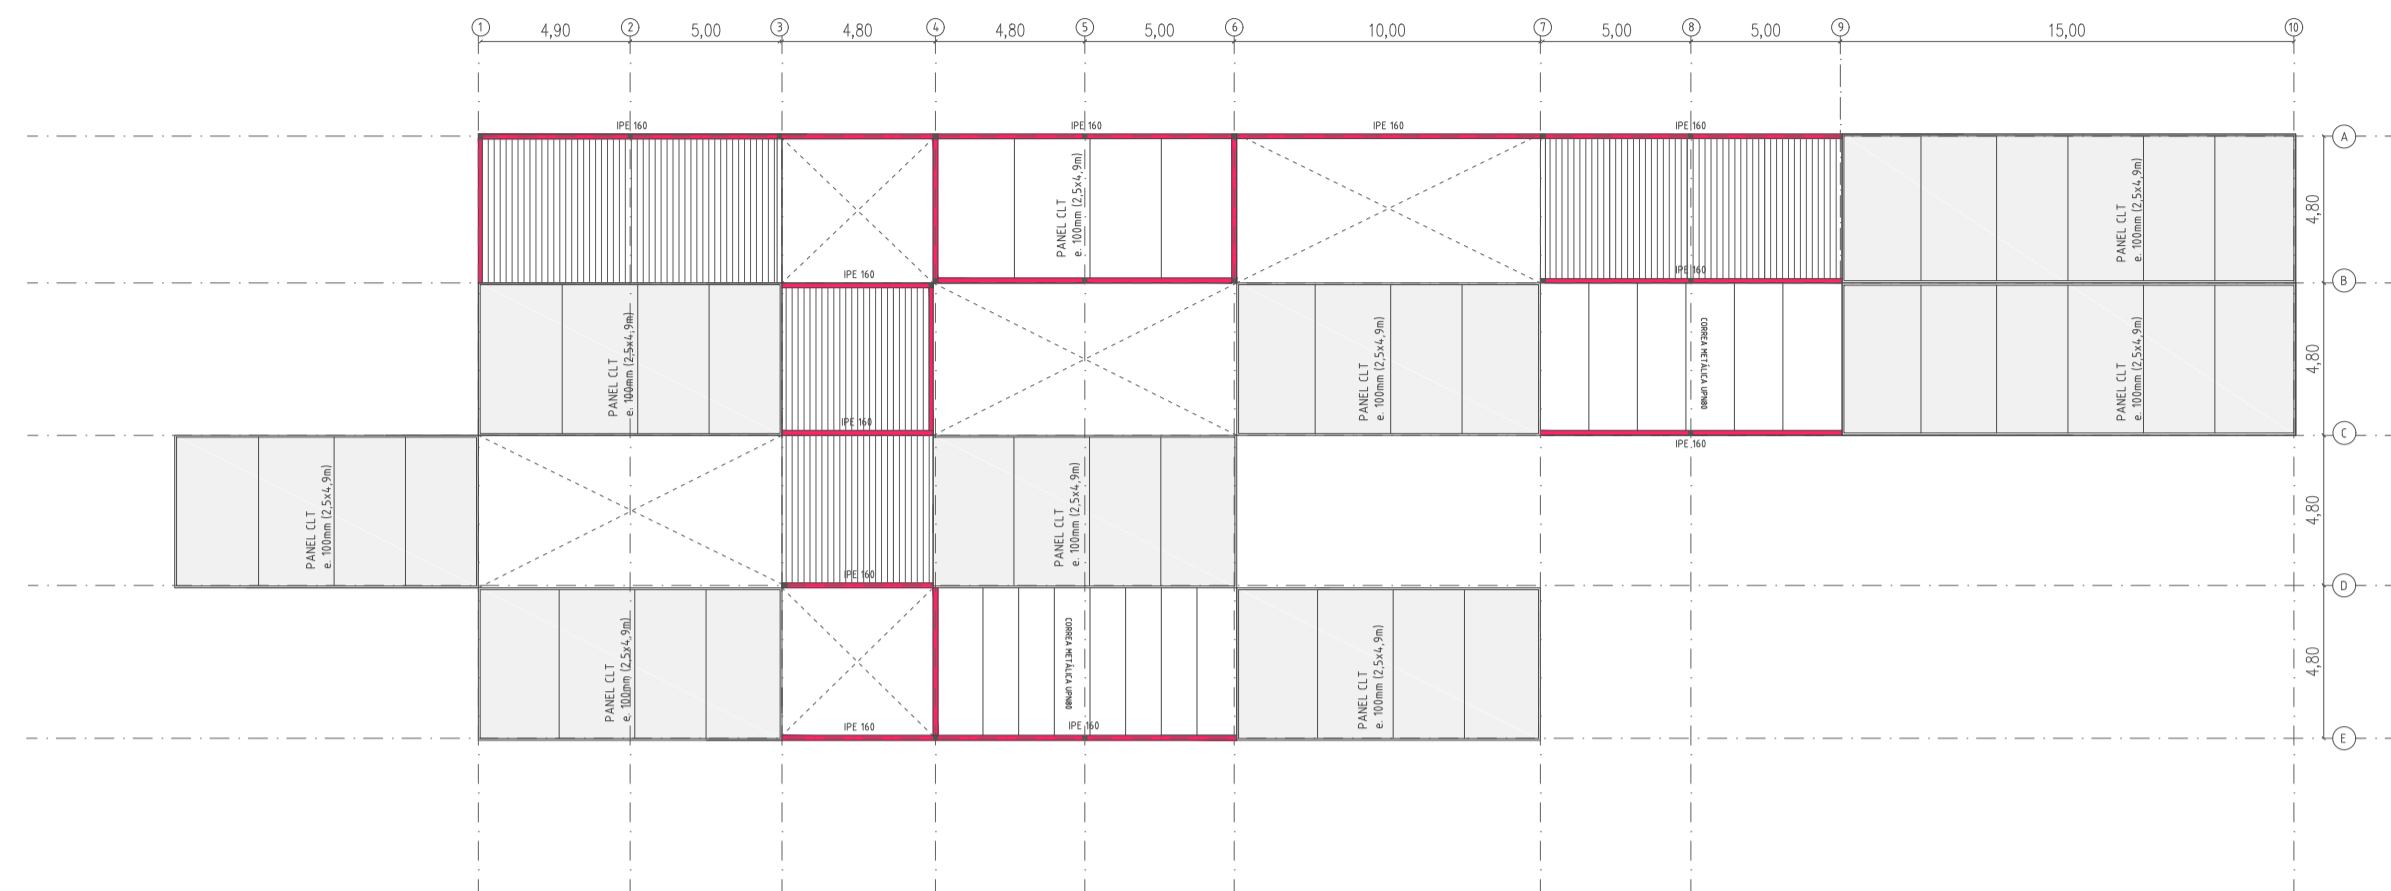 1 2 3 4 5 6 7 8 9 10
4,90 5,00 4,80 4,80 5,00 10,00 5,00 5,00 15,00
IPE 160 IPE 160 IPE 160 IPE 160
A
PANEL CLT
e. 100mm (2,5x4,9m)
PANEL CLT
e. 100mm (2,5x4,9m)
4,80
IPE 160
IPE 160
B
PANEL CLT
e. 100mm (2,5x4,9m)
PANEL CLT
e. 100mm (2,5x4,9m)
CORREA METÁLICA UPN80
PANEL CLT
e. 100mm (2,5x4,9m)
4,80
IPE 160
C
IPE 160
PANEL CLT
e. 100mm (2,5x4,9m)
PANEL CLT
e. 100mm (2,5x4,9m)
4,80
IPE 160
D
PANEL CLT
e. 100mm (2,5x4,9m)
CORREA METÁLICA UPN80
PANEL CLT
e. 100mm (2,5x4,9m)
4,80
IPE 160
IPE 160
E